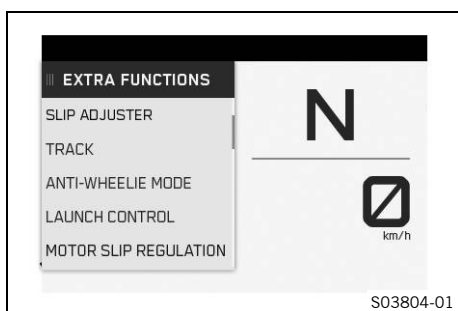 EXTRA FUNCTIONS
SLIP ADJUSTER
TRACK
ANTI-WHEELIE MODE
LAUNCH CONTROL
MOTOR SLIP REGULATION
N
0
km/h
S03804-01